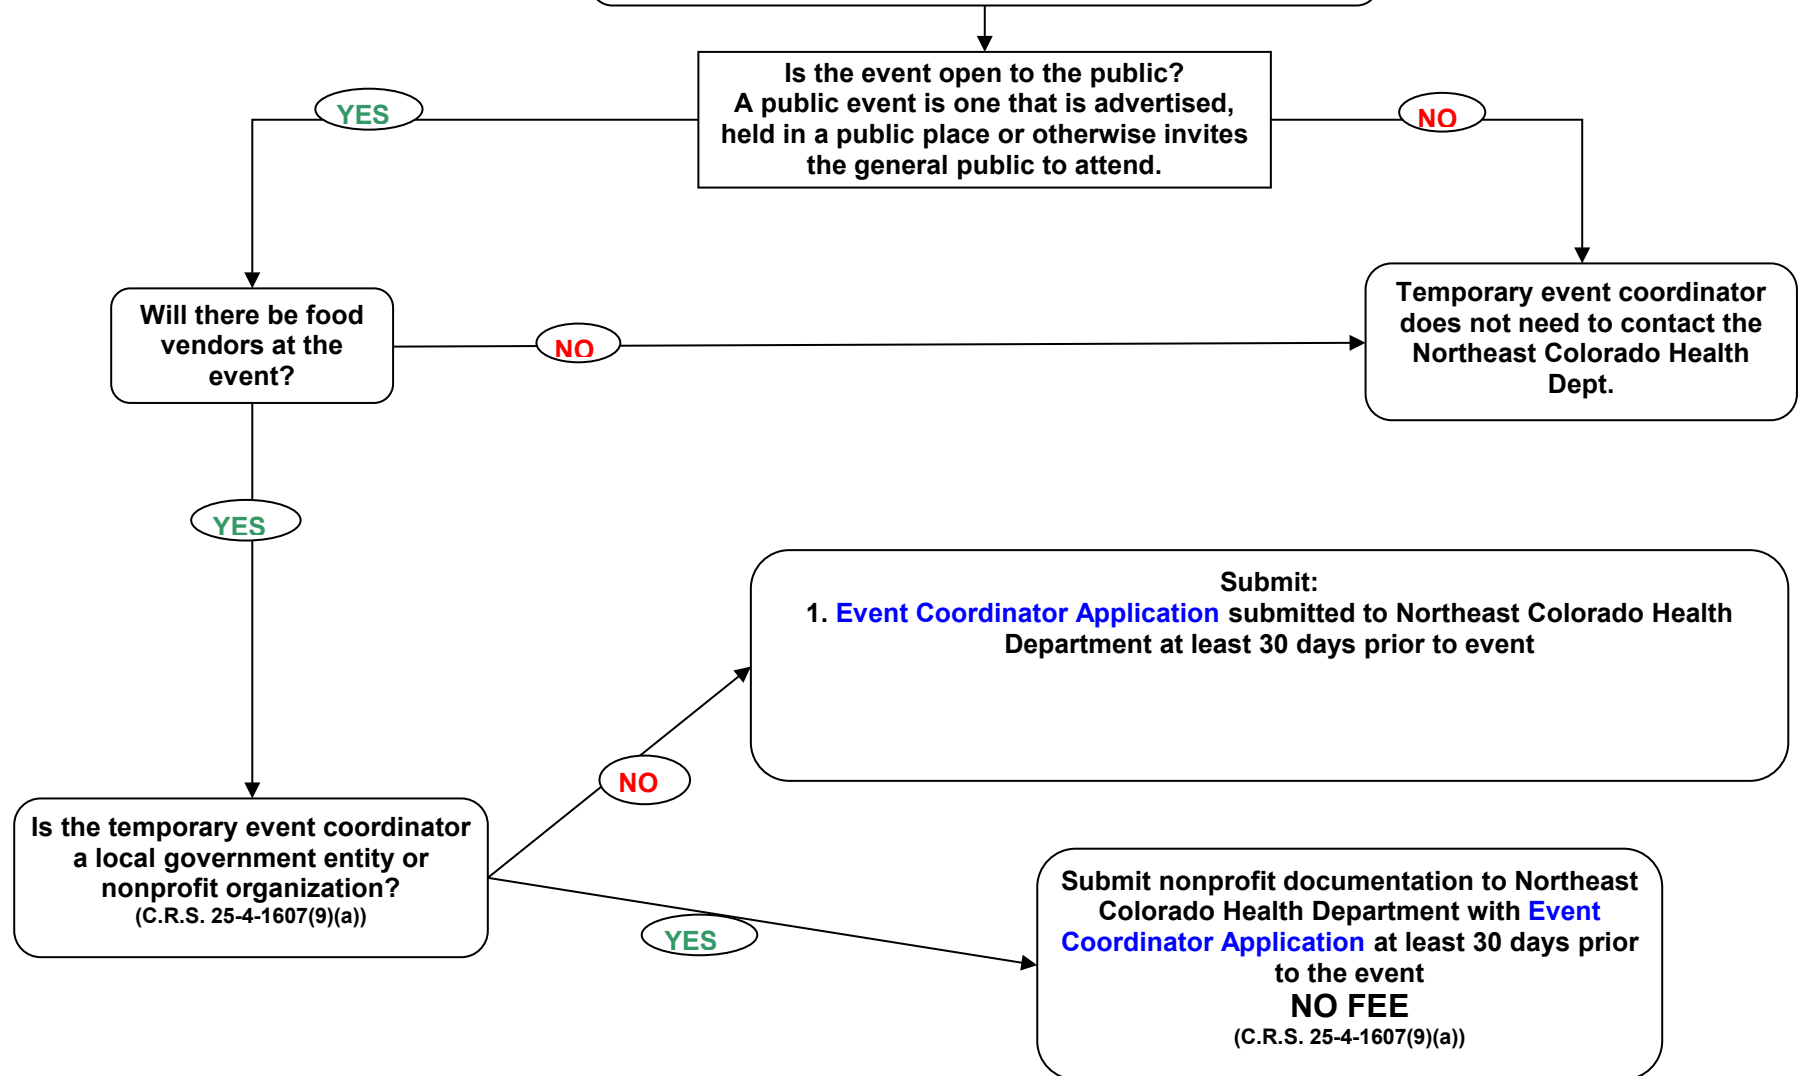 Is the event open to the public?
A public event is one that is advertised,
held in a public place or otherwise invites
the general public to attend.
YES
NO
Will there be food
vendors at the
event?
NO
Temporary event coordinator
does not need to contact the
Northeast Colorado Health
Dept.
YES
Submit:
1. Event Coordinator Application submitted to Northeast Colorado Health
Department at least 30 days prior to event
NO
Is the temporary event coordinator
a local government entity or
nonprofit organization?
(C.R.S. 25-4-1607(9)(a))
YES
Submit nonprofit documentation to Northeast
Colorado Health Department with Event
Coordinator Application at least 30 days prior
to the event
NO FEE
(C.R.S. 25-4-1607(9)(a))